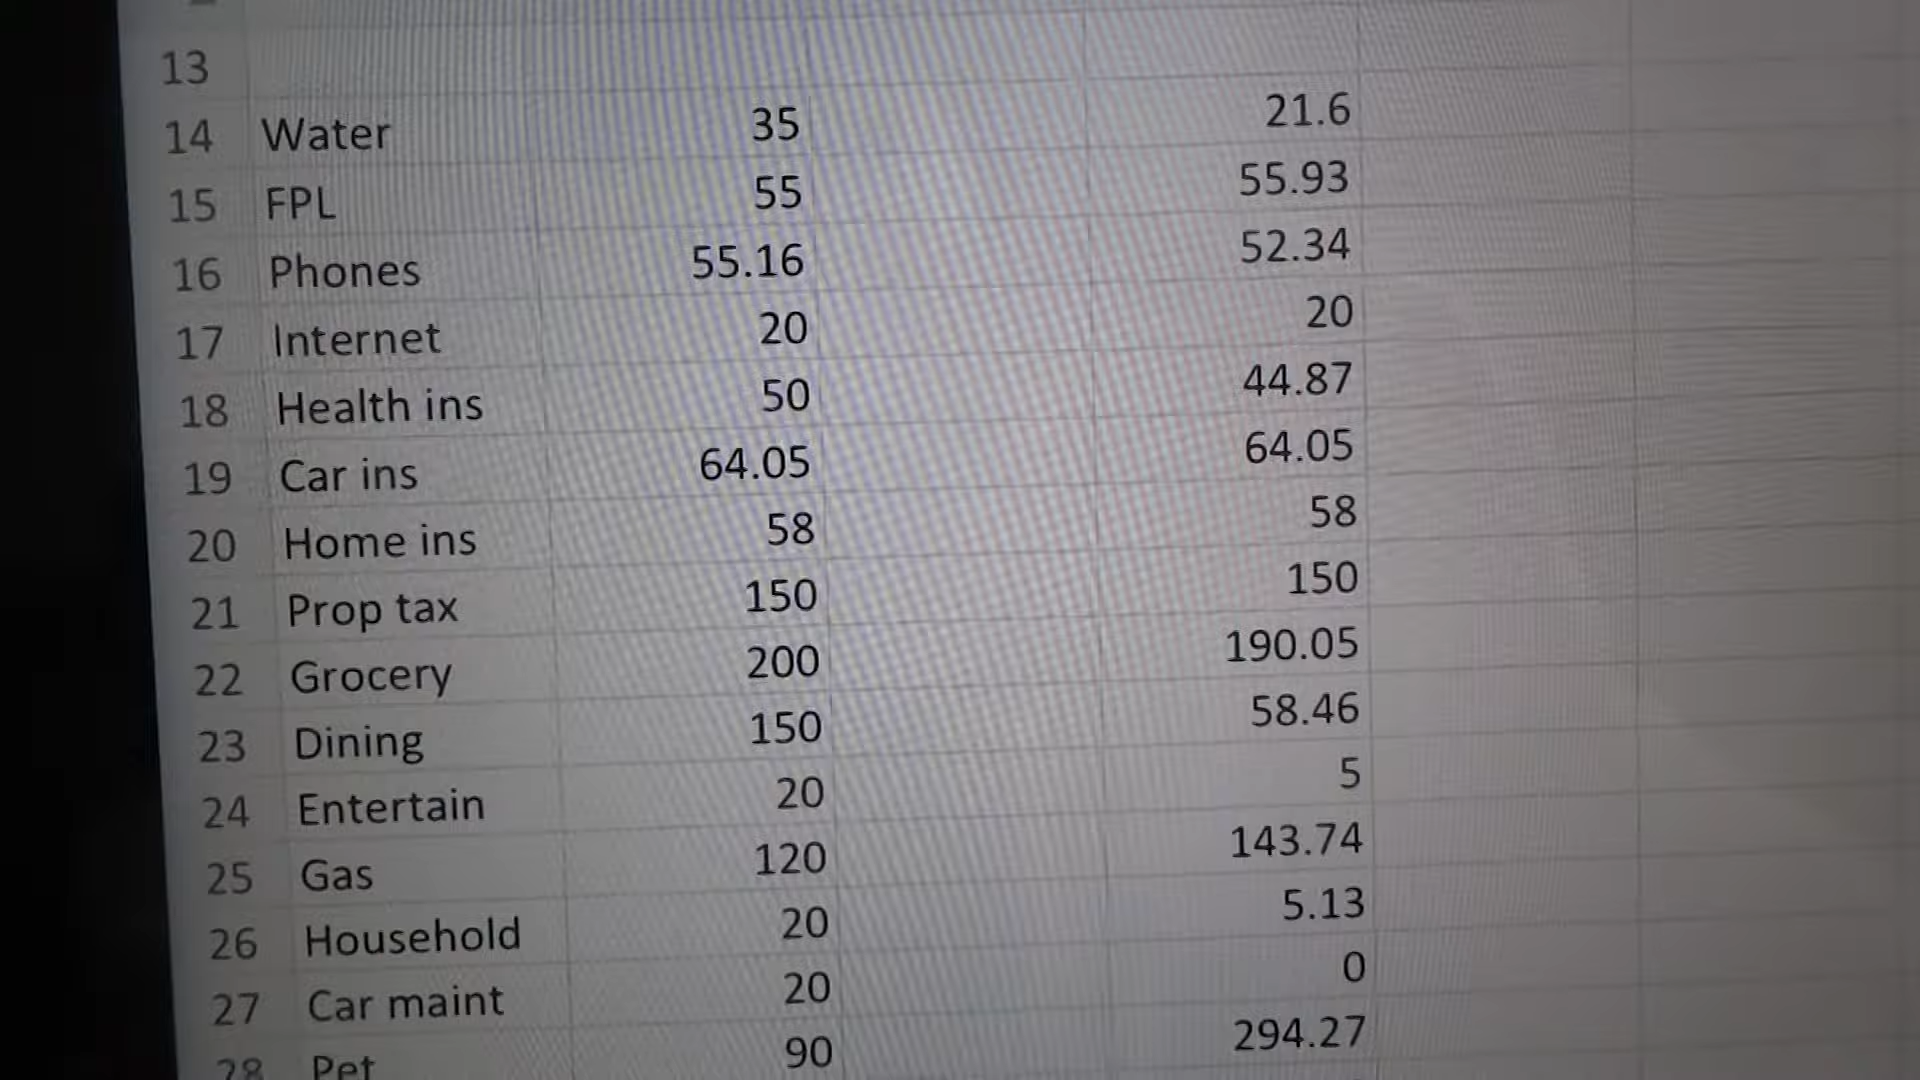 13
14 Water 35 21.6
15 FPL 55 55.93
16 Phones 55.16 52.34
17 Internet 20 20
18 Health ins 50 44.87
19 Car ins 64.05 64.05
20 Home ins 58 58
21 Prop tax 150 150
22 Grocery 200 190.05
23 Dining 150 58.46
24 Entertain 20 5
25 Gas 120 143.74
26 Household 20 5.13
27 Car maint 20 0
28 Pet 90 294.27